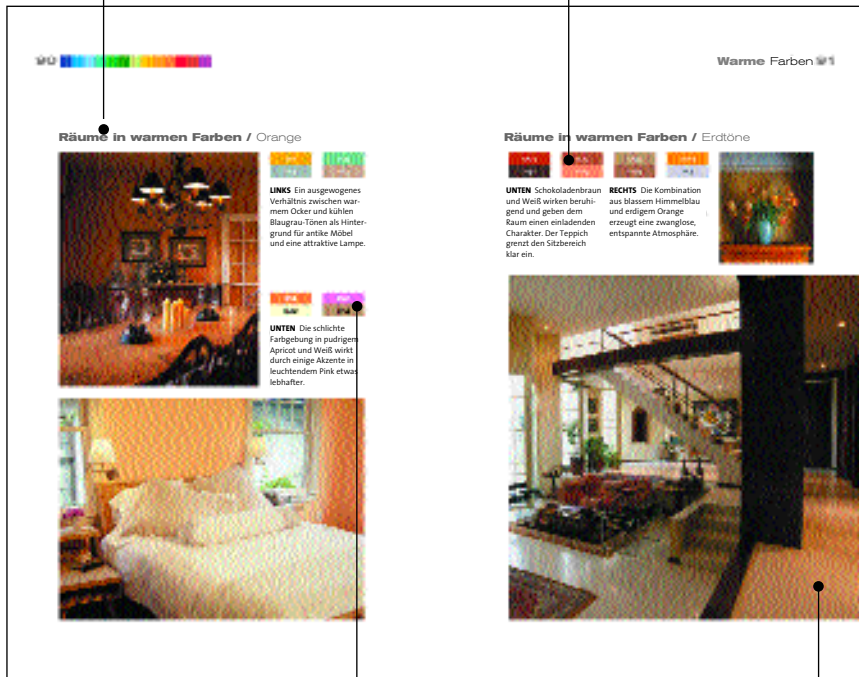 90
Warme Farben 91
Räume in warmen Farben / Orange
LINKS Ein ausgewogenes
Verhältnis zwischen war-
mem Ocker und kühlen
Blaugrau-Tönen als Hinter-
grund für antike Möbel
und eine attraktive Lampe.
UNTEN Die schlichte
Farbgebung in pudrigem
Apricot und Weiß wirkt
durch einige Akzente in
leuchtendem Pink etwas
lebhafter.
Räume in warmen Farben / Erdtöne
UNTEN Schokoladenbraun
und Weiß wirken beruhi-
gend und geben dem
Raum einen einladenden
Charakter. Der Teppich
grenzt den Sitzbereich
klar ein.
RECHTS Die Kombination
aus blassem Himmelblau
und erdigem Orange
erzeugt eine zwanglose,
entspannte Atmosphäre.